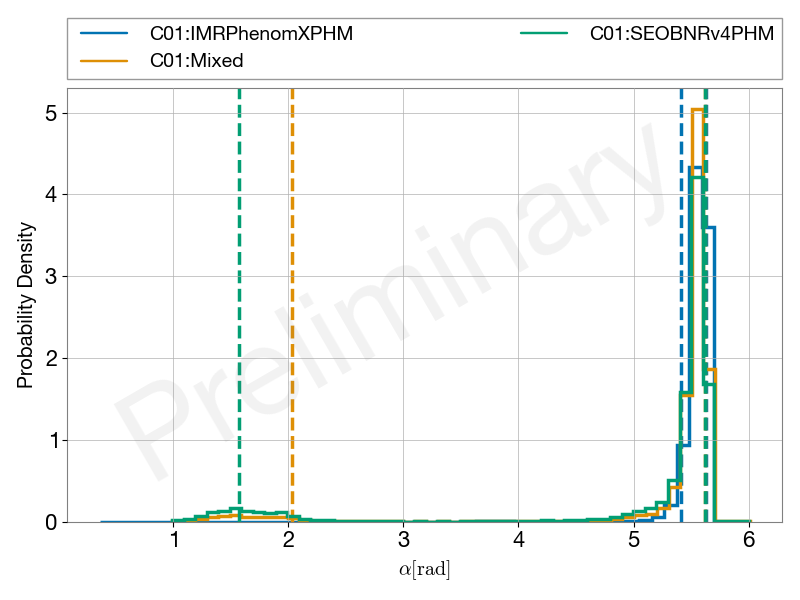 C01:IMRPhenomXPHM
C01:Mixed
C01:SEOBNRv4PHM
Preliminary
Probability Density
5
4
3
2
1
0
1 2 3 4 5 6
α[rad]